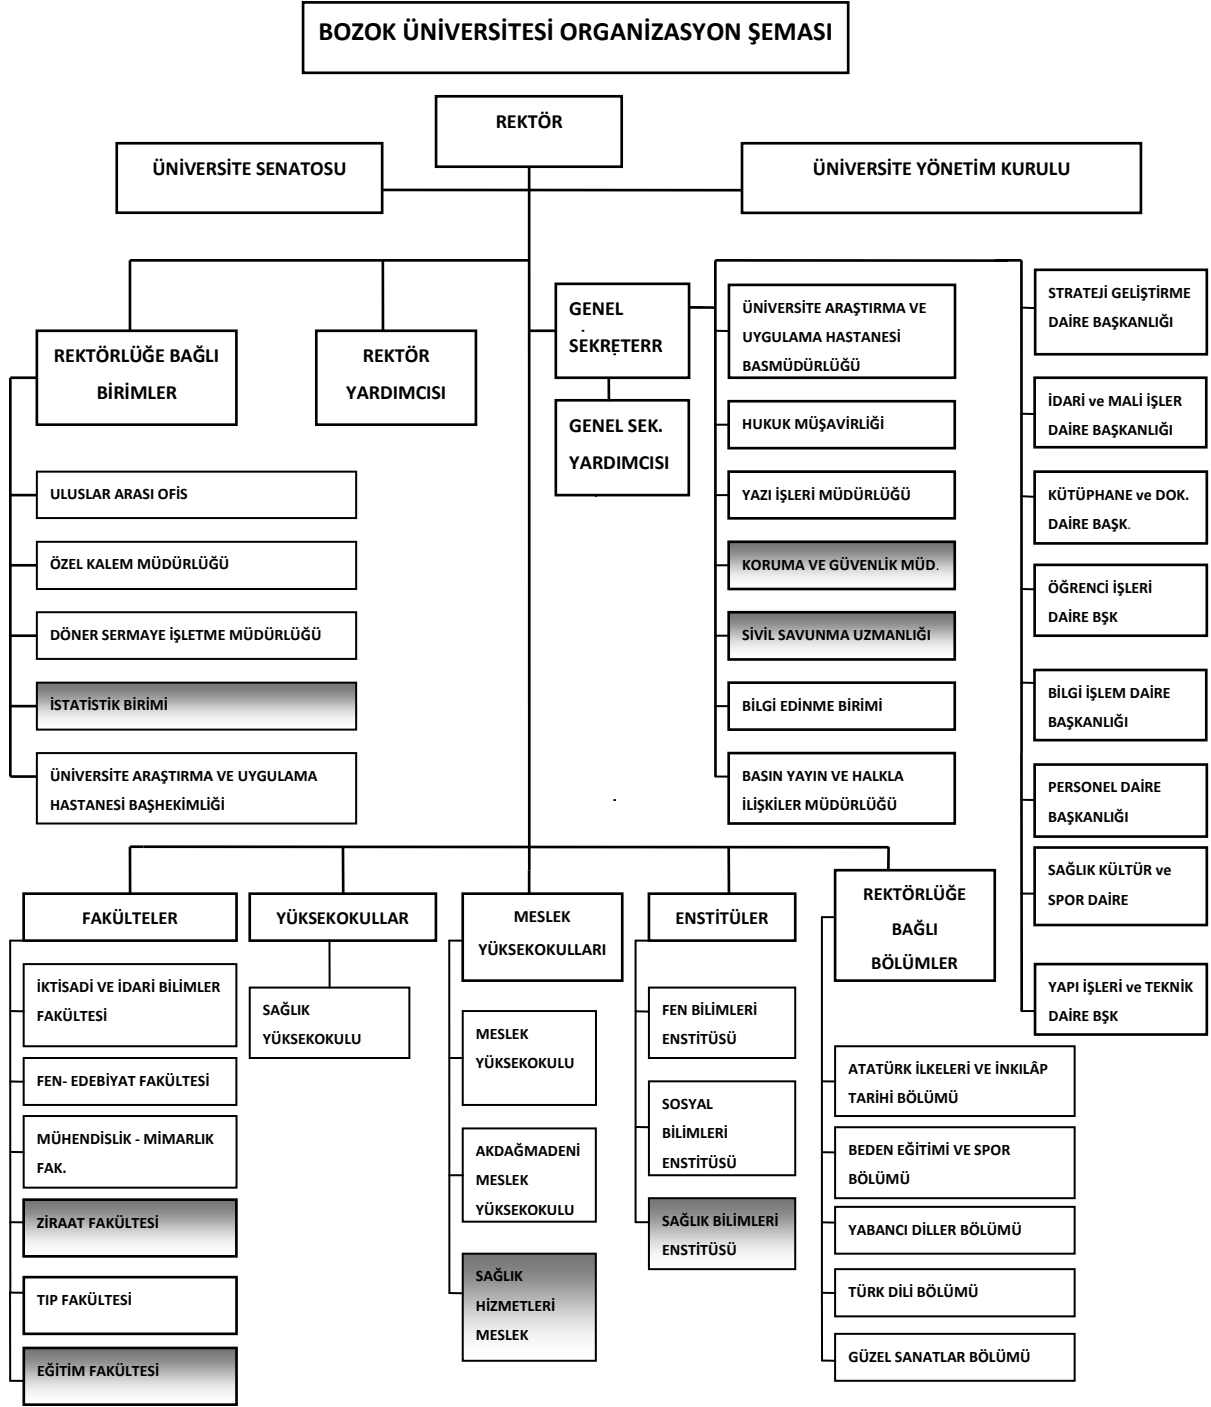 BOZOK ÜNİVERSİTESİ ORGANİZASYON ŞEMASI
REKTÖR
ÜNİVERSİTE SENATOSU
ÜNİVERSİTE YÖNETİM KURULU
REKTÖRLÜĞE BAĞLI
BİRİMLER
REKTÖR
YARDIMCISI
GENEL
SEKRETERR
GENEL SEK.
YARDIMCISI
ULUSLAR ARASI OFİS
ÖZEL KALEM MÜDÜRLÜĞÜ
DÖNER SERMAYE İŞLETME MÜDÜRLÜĞÜ
İSTATİSTİK BİRİMİ
ÜNİVERSİTE ARAŞTIRMA VE UYGULAMA
HASTANESİ BAŞHEKİMLİĞİ
ÜNİVERSİTE ARAŞTIRMA VE
UYGULAMA HASTANESİ
BASMÜDÜRLÜĞÜ
HUKUK MÜŞAVİRLİĞİ
YAZI İŞLERİ MÜDÜRLÜĞÜ
KORUMA VE GÜVENLİK MÜD.
SİVİL SAVUNMA UZMANLIĞI
BİLGİ EDİNME BİRİMİ
BASIN YAYIN VE HALKLA
İLİŞKİLER MÜDÜRLÜĞÜ
STRATEJİ GELİŞTİRME
DAİRE BAŞKANLIĞI
İDARİ ve MALİ İŞLER
DAİRE BAŞKANLIĞI
KÜTÜPHANE ve DOK.
DAİRE BAŞK.
ÖĞRENCİ İŞLERİ
DAİRE BŞK
BİLGİ İŞLEM DAİRE
BAŞKANLIĞI
PERSONEL DAİRE
BAŞKANLIĞI
SAĞLIK KÜLTÜR ve
SPOR DAİRE
YAPI İŞLERİ ve TEKNİK
DAİRE BŞK
FAKÜLTELER
İKTİSADİ VE İDARİ BİLİMLER
FAKÜLTESİ
FEN- EDEBİYAT FAKÜLTESİ
MÜHENDİSLİK - MİMARLIK
FAK.
ZİRAAT FAKÜLTESİ
TIP FAKÜLTESİ
EĞİTİM FAKÜLTESİ
YÜKSEKOKULLAR
SAĞLIK
YÜKSEKOKULU
MESLEK
YÜKSEKOKULLARI
MESLEK
YÜKSEKOKULU
AKDAĞMADENİ
MESLEK
YÜKSEKOKULU
SAĞLIK
HİZMETLERİ
MESLEK
ENSTİTÜLER
FEN BİLİMLERİ
ENSTİTÜSÜ
SOSYAL
BİLİMLERİ
ENSTİTÜSÜ
SAĞLIK BİLİMLERİ
ENSTİTÜSÜ
REKTÖRLÜĞE
BAĞLI
BÖLÜMLER
ATATÜRK İLKELERİ VE İNKILÂP
TARİHİ BÖLÜMÜ
BEDEN EĞİTİMİ VE SPOR
BÖLÜMÜ
YABANCI DİLLER BÖLÜMÜ
TÜRK DİLİ BÖLÜMÜ
GÜZEL SANATLAR BÖLÜMÜ